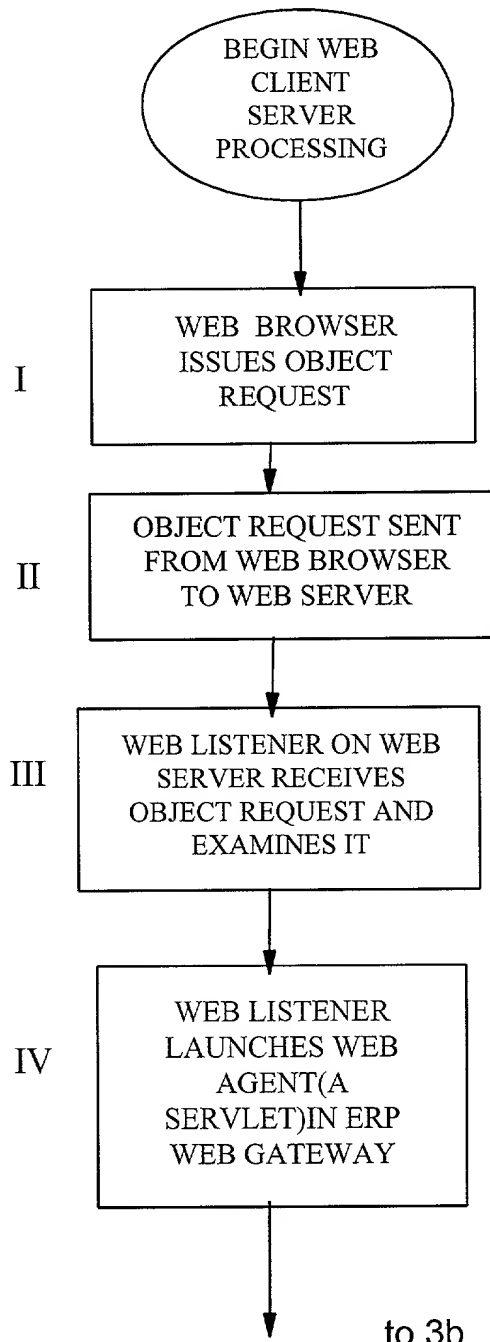 BEGIN WEB
CLIENT
SERVER
PROCESSING
I
WEB BROWSER
ISSUES OBJECT
REQUEST
II
OBJECT REQUEST SENT
FROM WEB BROWSER
TO WEB SERVER
III
WEB LISTENER ON WEB
SERVER RECEIVES
OBJECT REQUEST AND
EXAMINES IT
IV
WEB LISTENER
LAUNCHES WEB
AGENT(A
SERVLET)IN ERP
WEB GATEWAY
to 3b